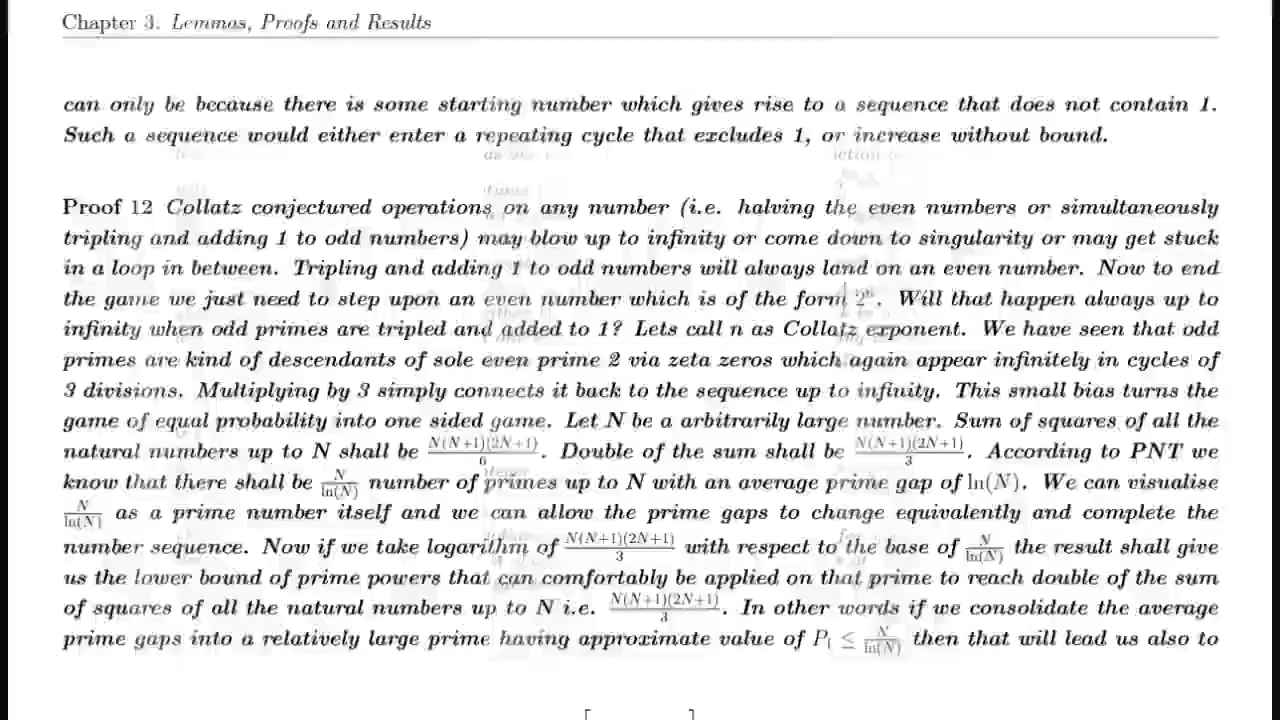 Chapter 3. Lemmas, Proofs and Results
can only be because there is some starting number which gives rise to a sequence that does not contain 1.
Such a sequence would either enter a repeating cycle that excludes 1, or increase without bound.
Proof 12 Collatz conjectured operations on any number (i.e. halving the even numbers or simultaneously
tripling and adding 1 to odd numbers) may blow up to infinity or come down to singularity or may get stuck
in a loop in between. Tripling and adding 1 to odd numbers will always land on an even number. Now to end
the game we just need to step upon an even number which is of the form 2ⁿ. Will that happen always up to
infinity when odd primes are tripled and added to 1? Lets call n as Collatz exponent. We have seen that odd
primes are kind of descendants of sole even prime 2 via zeta zeros which again appear infinitely in cycles of
3 divisions. Multiplying by 3 simply connects it back to the sequence up to infinity. This small bias turns the
game of equal probability into one sided game. Let N be a arbitrarily large number. Sum of squares of all the
natural numbers up to N shall be N(N+1)(2N+1)/6. Double of the sum shall be N(N+1)(2N+1)/3. According to PNT we
know that there shall be N/ln(N) number of primes up to N with an average prime gap of ln(N). We can visualise
N/ln(N) as a prime number itself and we can allow the prime gaps to change equivalently and complete the
number sequence. Now if we take logarithm of N(N+1)(2N+1)/3 with respect to the base of N/ln(N) the result shall give
us the lower bound of prime powers that can comfortably be applied on that prime to reach double of the sum
of squares of all the natural numbers up to N i.e. N(N+1)(2N+1)/3. In other words if we consolidate the average
prime gaps into a relatively large prime having approximate value of P₁ ≤ N/ln(N) then that will lead us also to